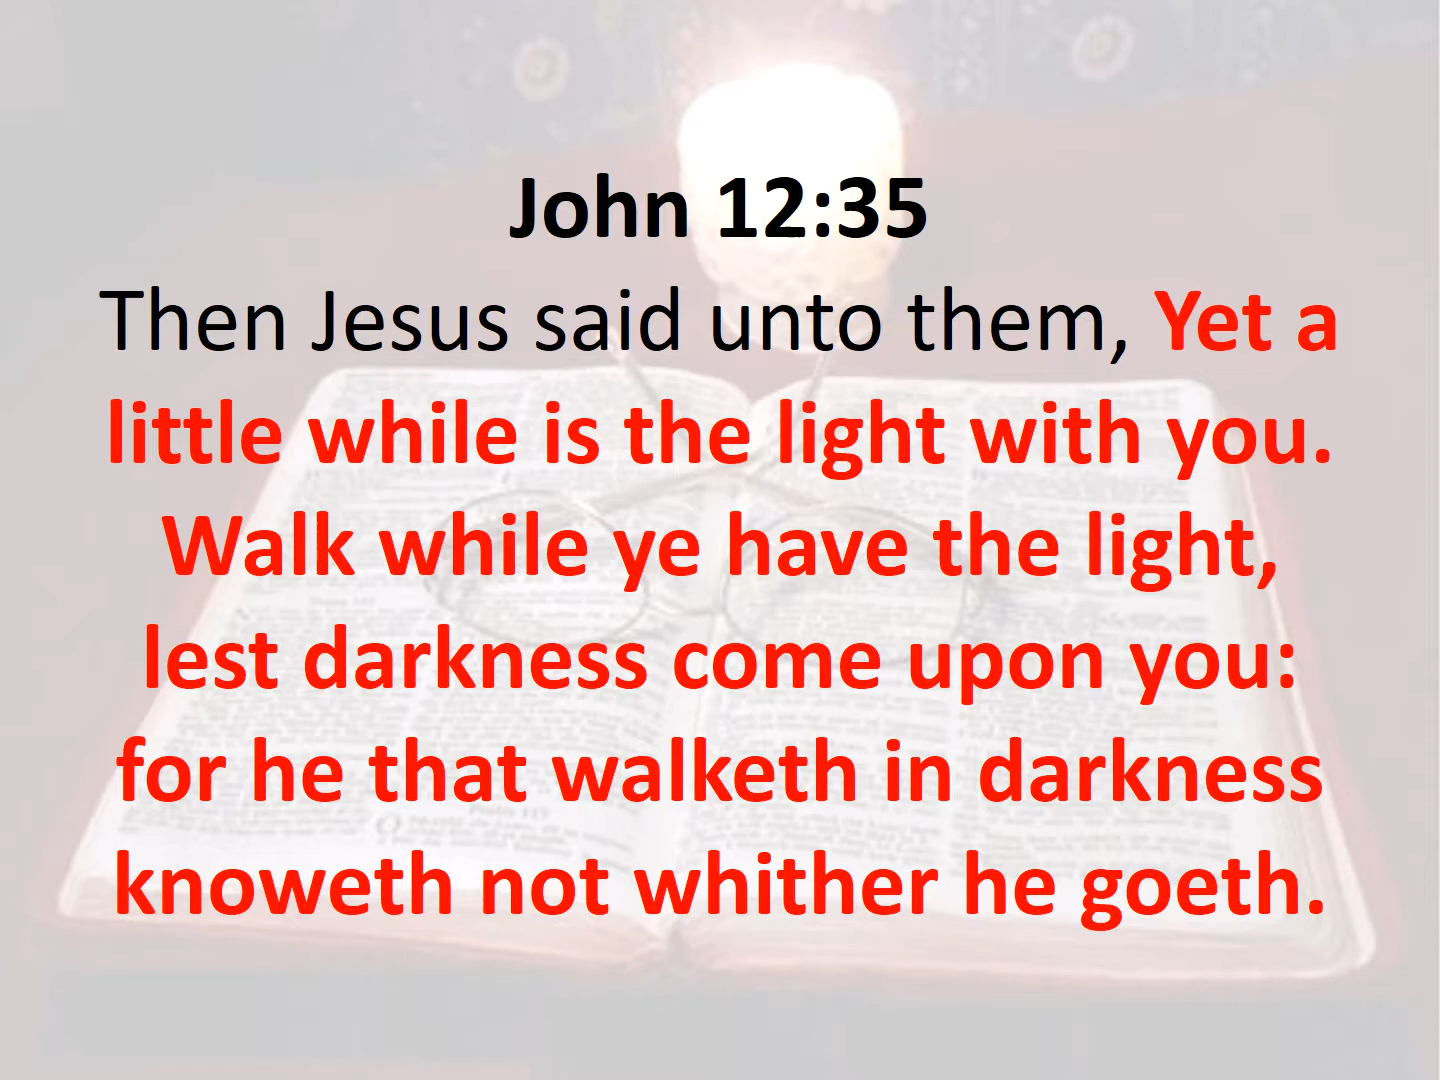 John 12:35
Then Jesus said unto them, Yet a
little while is the light with you.
Walk while ye have the light,
lest darkness come upon you:
for he that walketh in darkness
knoweth not whither he goeth.